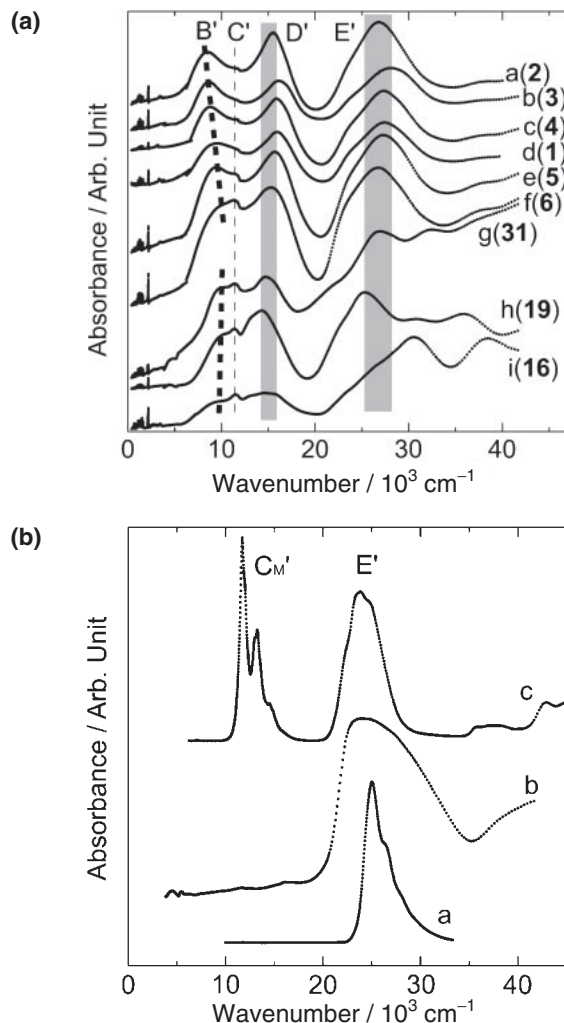 (a)
B' C' D' E'
a(2)
b(3)
c(4)
d(1)
e(5)
f(6)
g(31)
h(19)
i(16)
Absorbance / Arb. Unit
0 10 20 30 40
Wavenumber / 10³ cm⁻¹
(b)
C_M' E'
c
b
a
Absorbance / Arb. Unit
0 10 20 30 40
Wavenumber / 10³ cm⁻¹